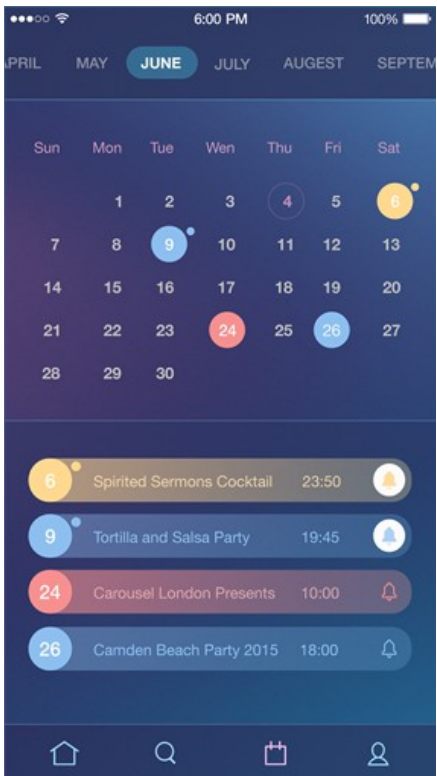 6:00 PM 100%
APRIL MAY JUNE JULY AUGEST SEPTEM
Sun Mon Tue Wen Thu Fri Sat
1 2 3 4 5 6
7 8 9 10 11 12 13
14 15 16 17 18 19 20
21 22 23 24 25 26 27
28 29 30
6 Spirited Sermons Cocktail 23:50
9 Tortilla and Salsa Party 19:45
24 Carousel London Presents 10:00
26 Camden Beach Party 2015 18:00